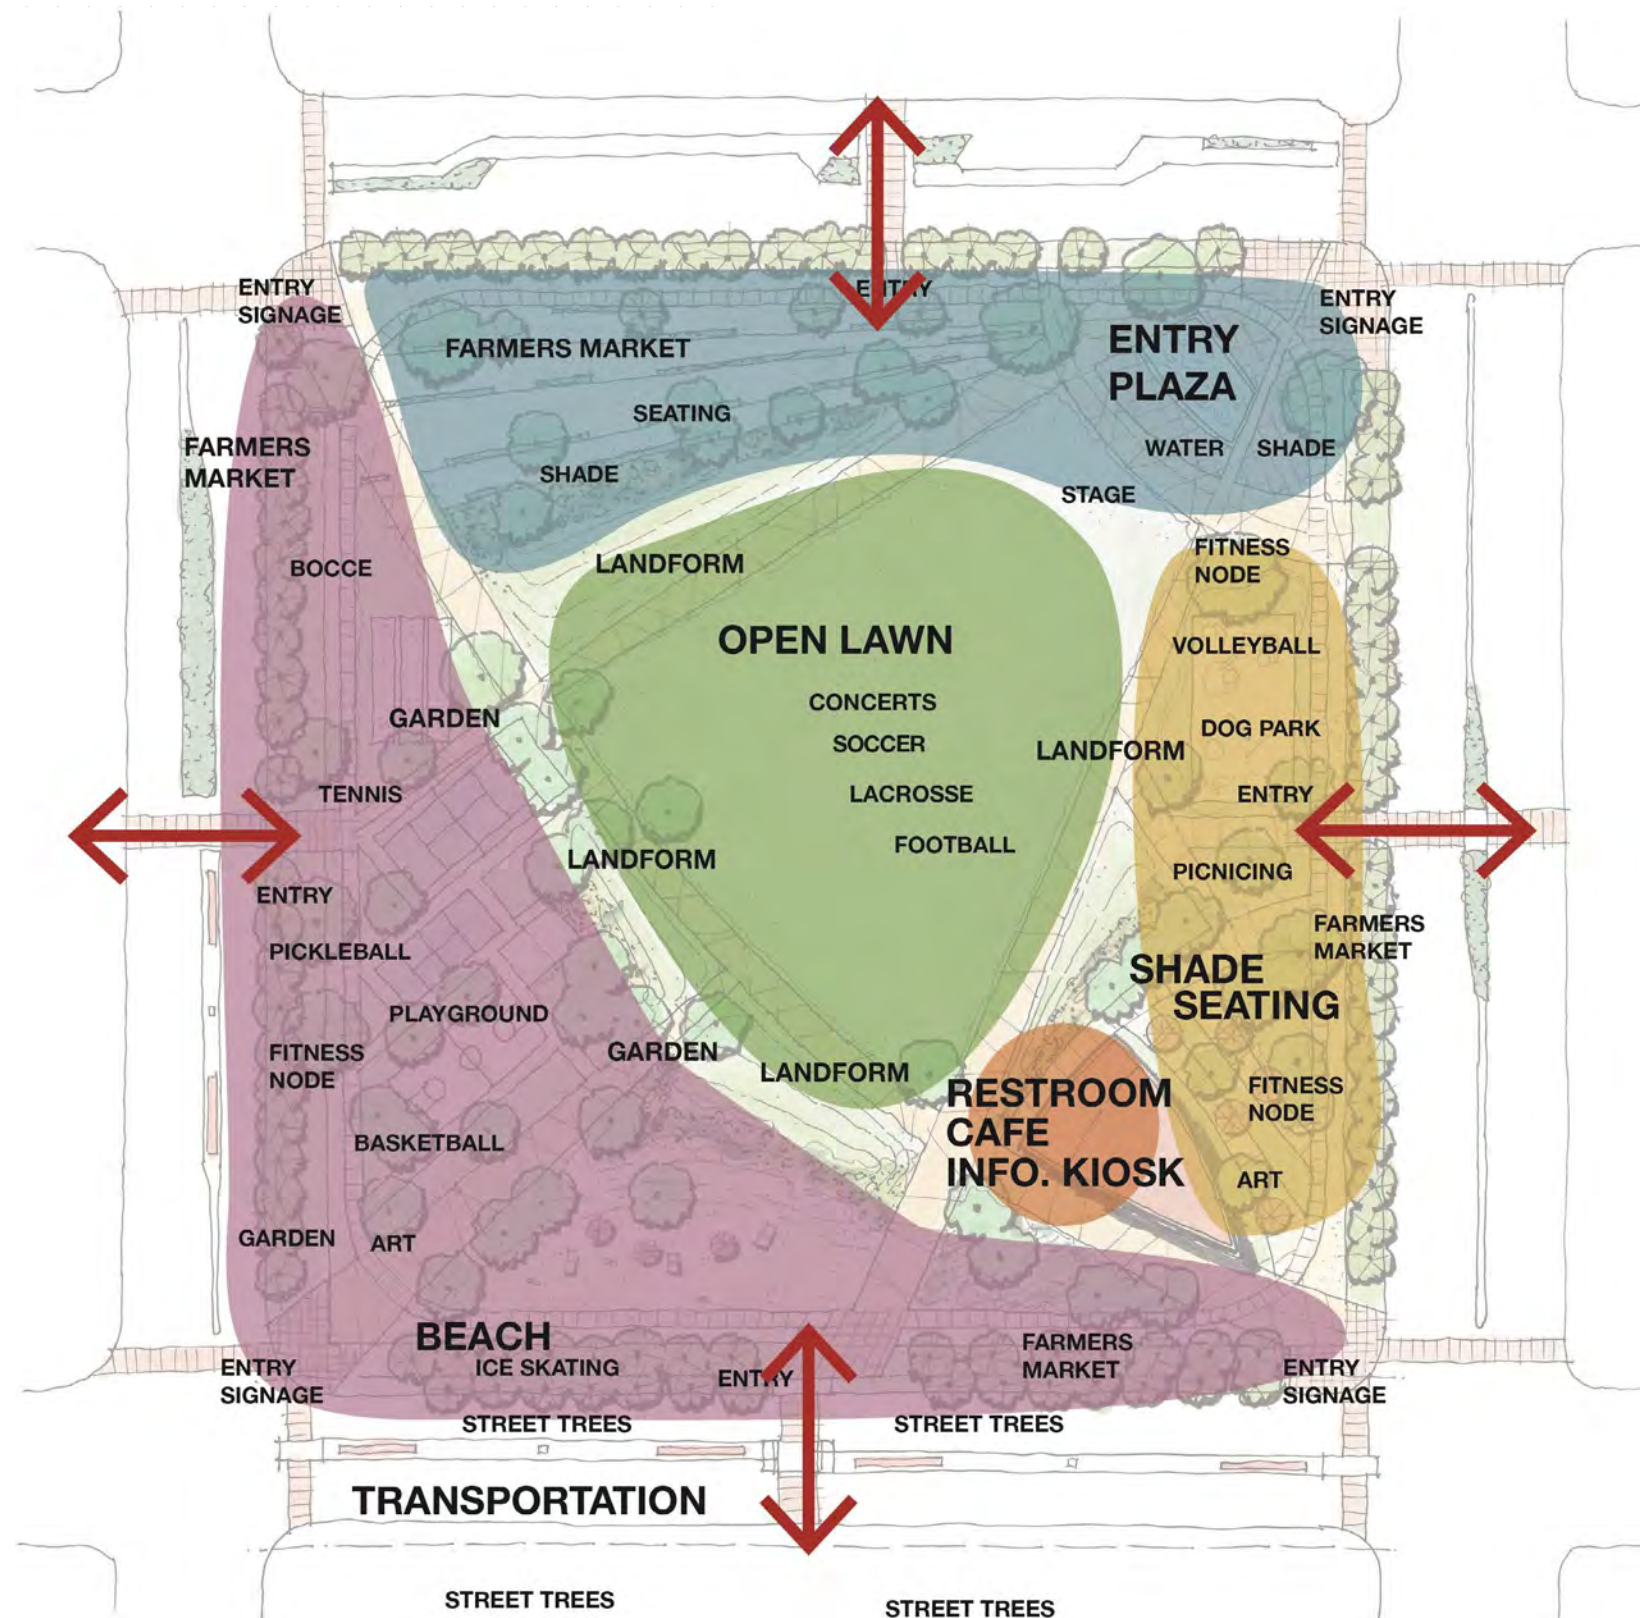 ENTRY
SIGNAGE
ENTRY
ENTRY
SIGNAGE
FARMERS MARKET
ENTRY
PLAZA
SEATING
FARMERS
MARKET
SHADE
WATER
SHADE
STAGE
BOCCE
LANDFORM
FITNESS
NODE
OPEN LAWN
VOLLEYBALL
GARDEN
CONCERTS
SOCCER
LANDFORM
DOG PARK
TENNIS
LACROSSE
ENTRY
LANDFORM
FOOTBALL
PICNICING
ENTRY
FARMERS
MARKET
PICKLEBALL
SHADE
SEATING
PLAYGROUND
FITNESS
NODE
GARDEN
LANDFORM
RESTROOM
CAFE
INFO. KIOSK
FITNESS
NODE
BASKETBALL
ART
GARDEN
ART
BEACH
ICE SKATING
ENTRY
FARMERS
MARKET
ENTRY
SIGNAGE
ENTRY
SIGNAGE
STREET TREES
STREET TREES
TRANSPORTATION
STREET TREES
STREET TREES